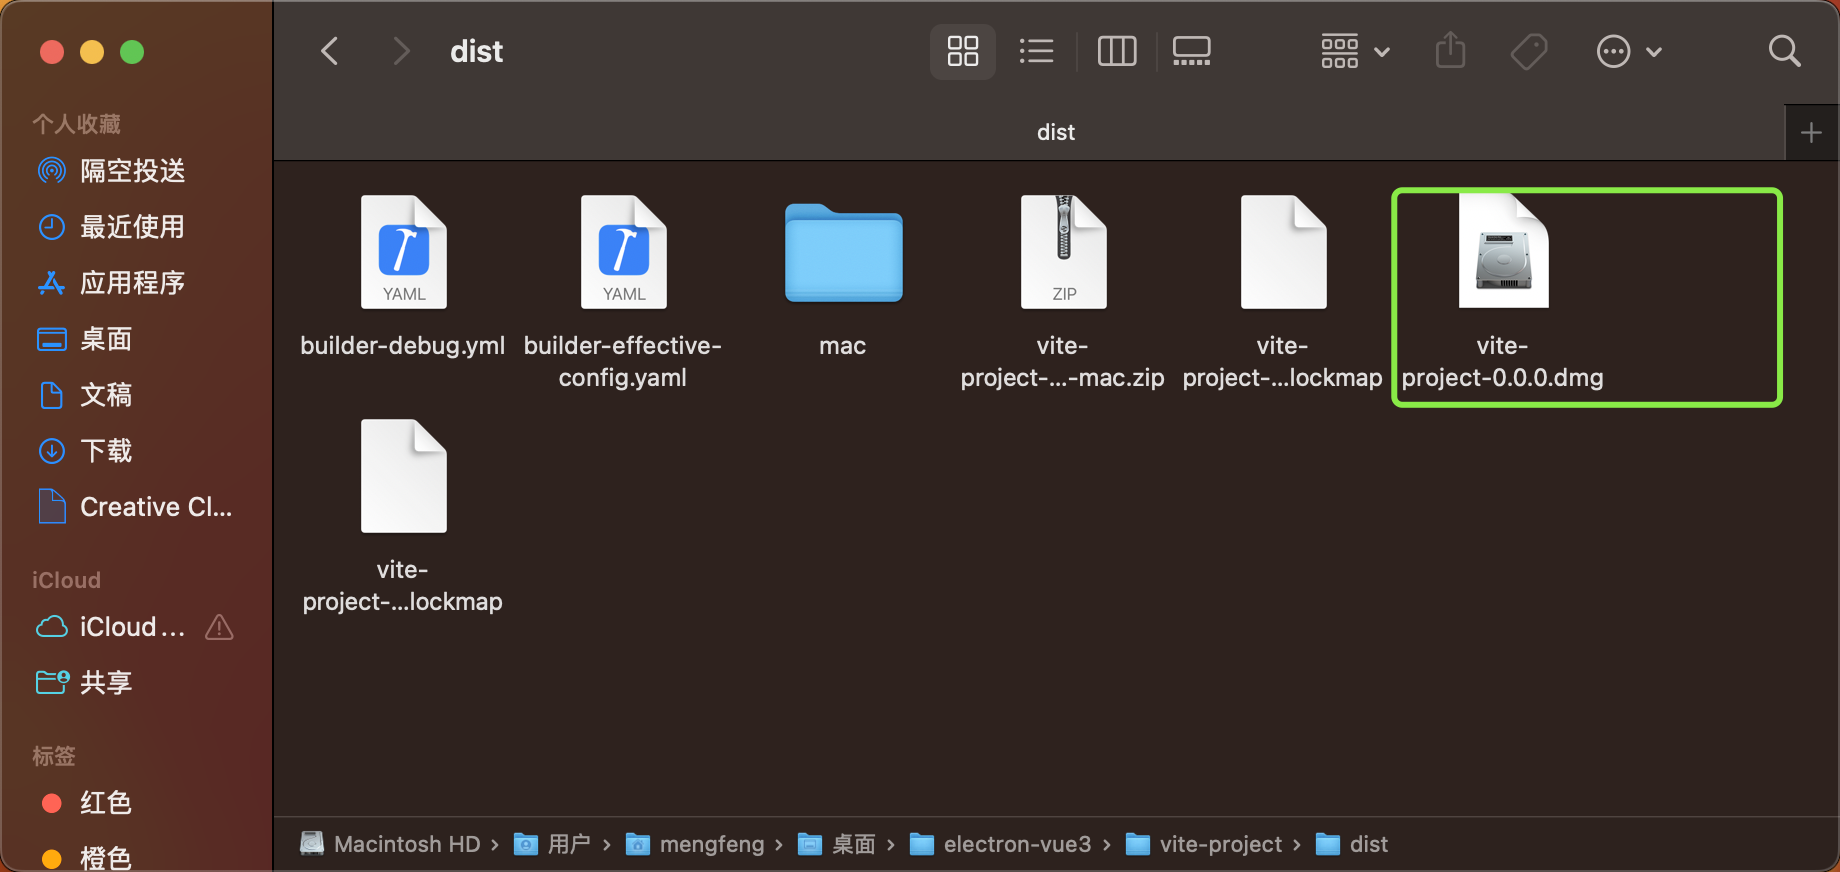 dist
dist
个人收藏
隔空投送
最近使用
应用程序
桌面
文稿
下载
Creative Cl...
iCloud
iCloud...
共享
标签
红色
橙色
YAML
builder-debug.yml
YAML
builder-effective-
config.yaml
mac
ZIP
vite-
project-...-mac.zip
vite-
project-...lockmap
vite-
project-0.0.0.dmg
vite-
project-...lockmap
Macintosh HD › 用户 › mengfeng › 桌面 › electron-vue3 › vite-project › dist